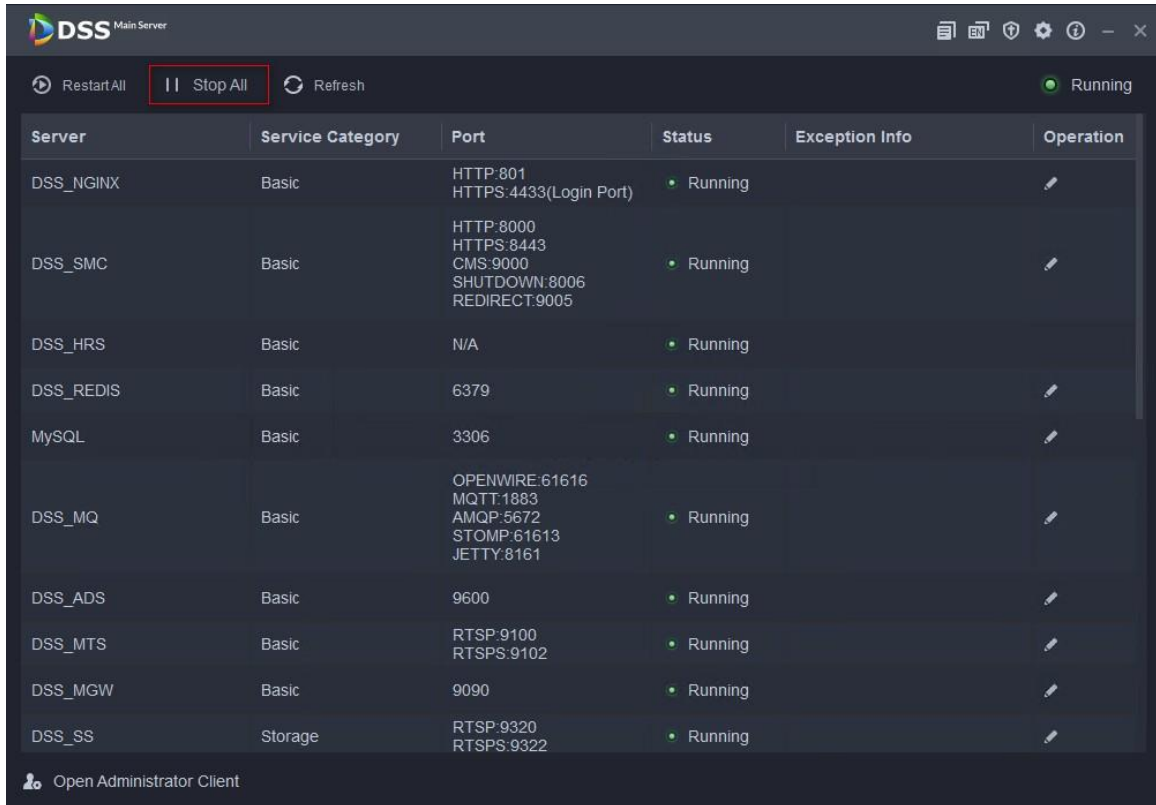 DSS Main Server
EN
Restart All Stop All Refresh Running
Server Service Category Port Status Exception Info Operation
DSS_NGINX Basic HTTP:801 Running
HTTPS:4433(Login Port)
DSS_SMC Basic HTTP:8000 Running
HTTPS:8443
CMS:9000
SHUTDOWN:8006
REDIRECT:9005
DSS_HRS Basic N/A Running
DSS_REDIS Basic 6379 Running
MySQL Basic 3306 Running
DSS_MQ Basic OPENWIRE:61616 Running
MQTT:1883
AMQP:5672
STOMP:61613
JETTY:8161
DSS_ADS Basic 9600 Running
DSS_MTS Basic RTSP:9100 Running
RTSPS:9102
DSS_MGW Basic 9090 Running
DSS_SS Storage RTSP:9320 Running
RTSPS:9322
Open Administrator Client